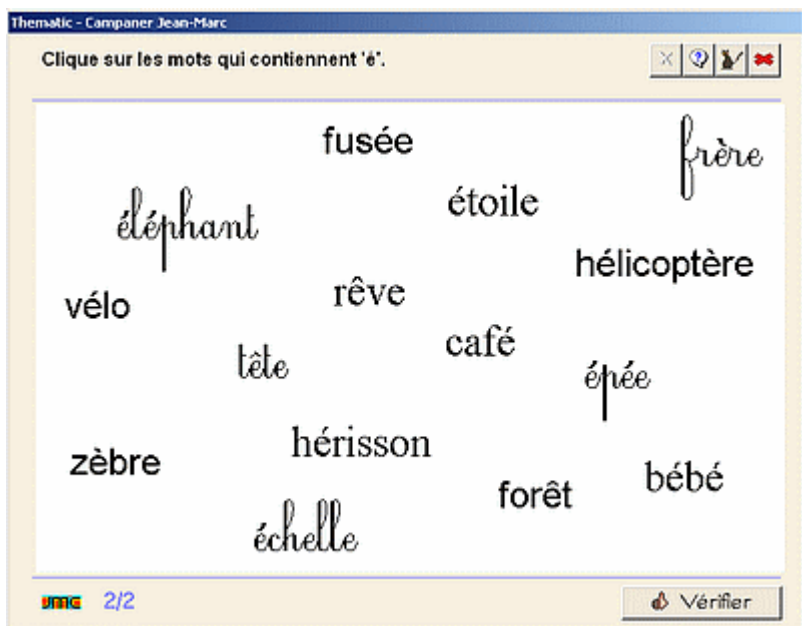 Thematic - Campaner Jean-Marc
Clique sur les mots qui contiennent 'é'.
fusée
frère
éléphant
étoile
hélicoptère
vélo
rêve
café
tête
épée
zèbre
hérisson
forêt
bébé
échelle
JMC 2/2
Vérifier